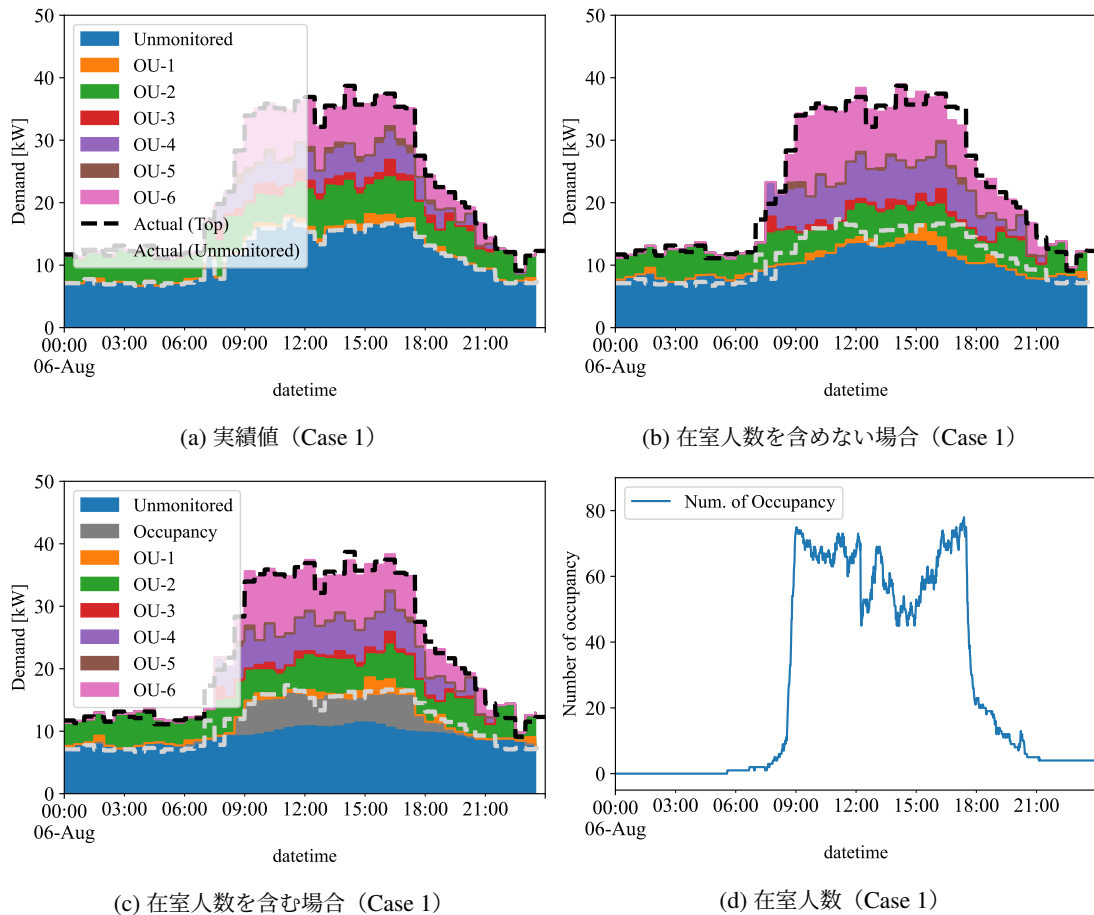 50
40
30
20
10
0
Demand [kW]
Unmonitored
OU-1
OU-2
OU-3
OU-4
OU-5
OU-6
Actual (Top)
Actual (Unmonitored)
00:00 03:00 06:00 09:00 12:00 15:00 18:00 21:00
06-Aug
datetime
(a) 実績値（Case 1）
50
40
30
20
10
0
Demand [kW]
00:00 03:00 06:00 09:00 12:00 15:00 18:00 21:00
06-Aug
datetime
(b) 在室人数を含めない場合（Case 1）
50
40
30
20
10
0
Demand [kW]
Unmonitored
Occupancy
OU-1
OU-2
OU-3
OU-4
OU-5
OU-6
00:00 03:00 06:00 09:00 12:00 15:00 18:00 21:00
06-Aug
datetime
(c) 在室人数を含む場合（Case 1）
80
60
40
20
0
Number of occupancy
Num. of Occupancy
00:00 03:00 06:00 09:00 12:00 15:00 18:00 21:00
06-Aug
datetime
(d) 在室人数（Case 1）